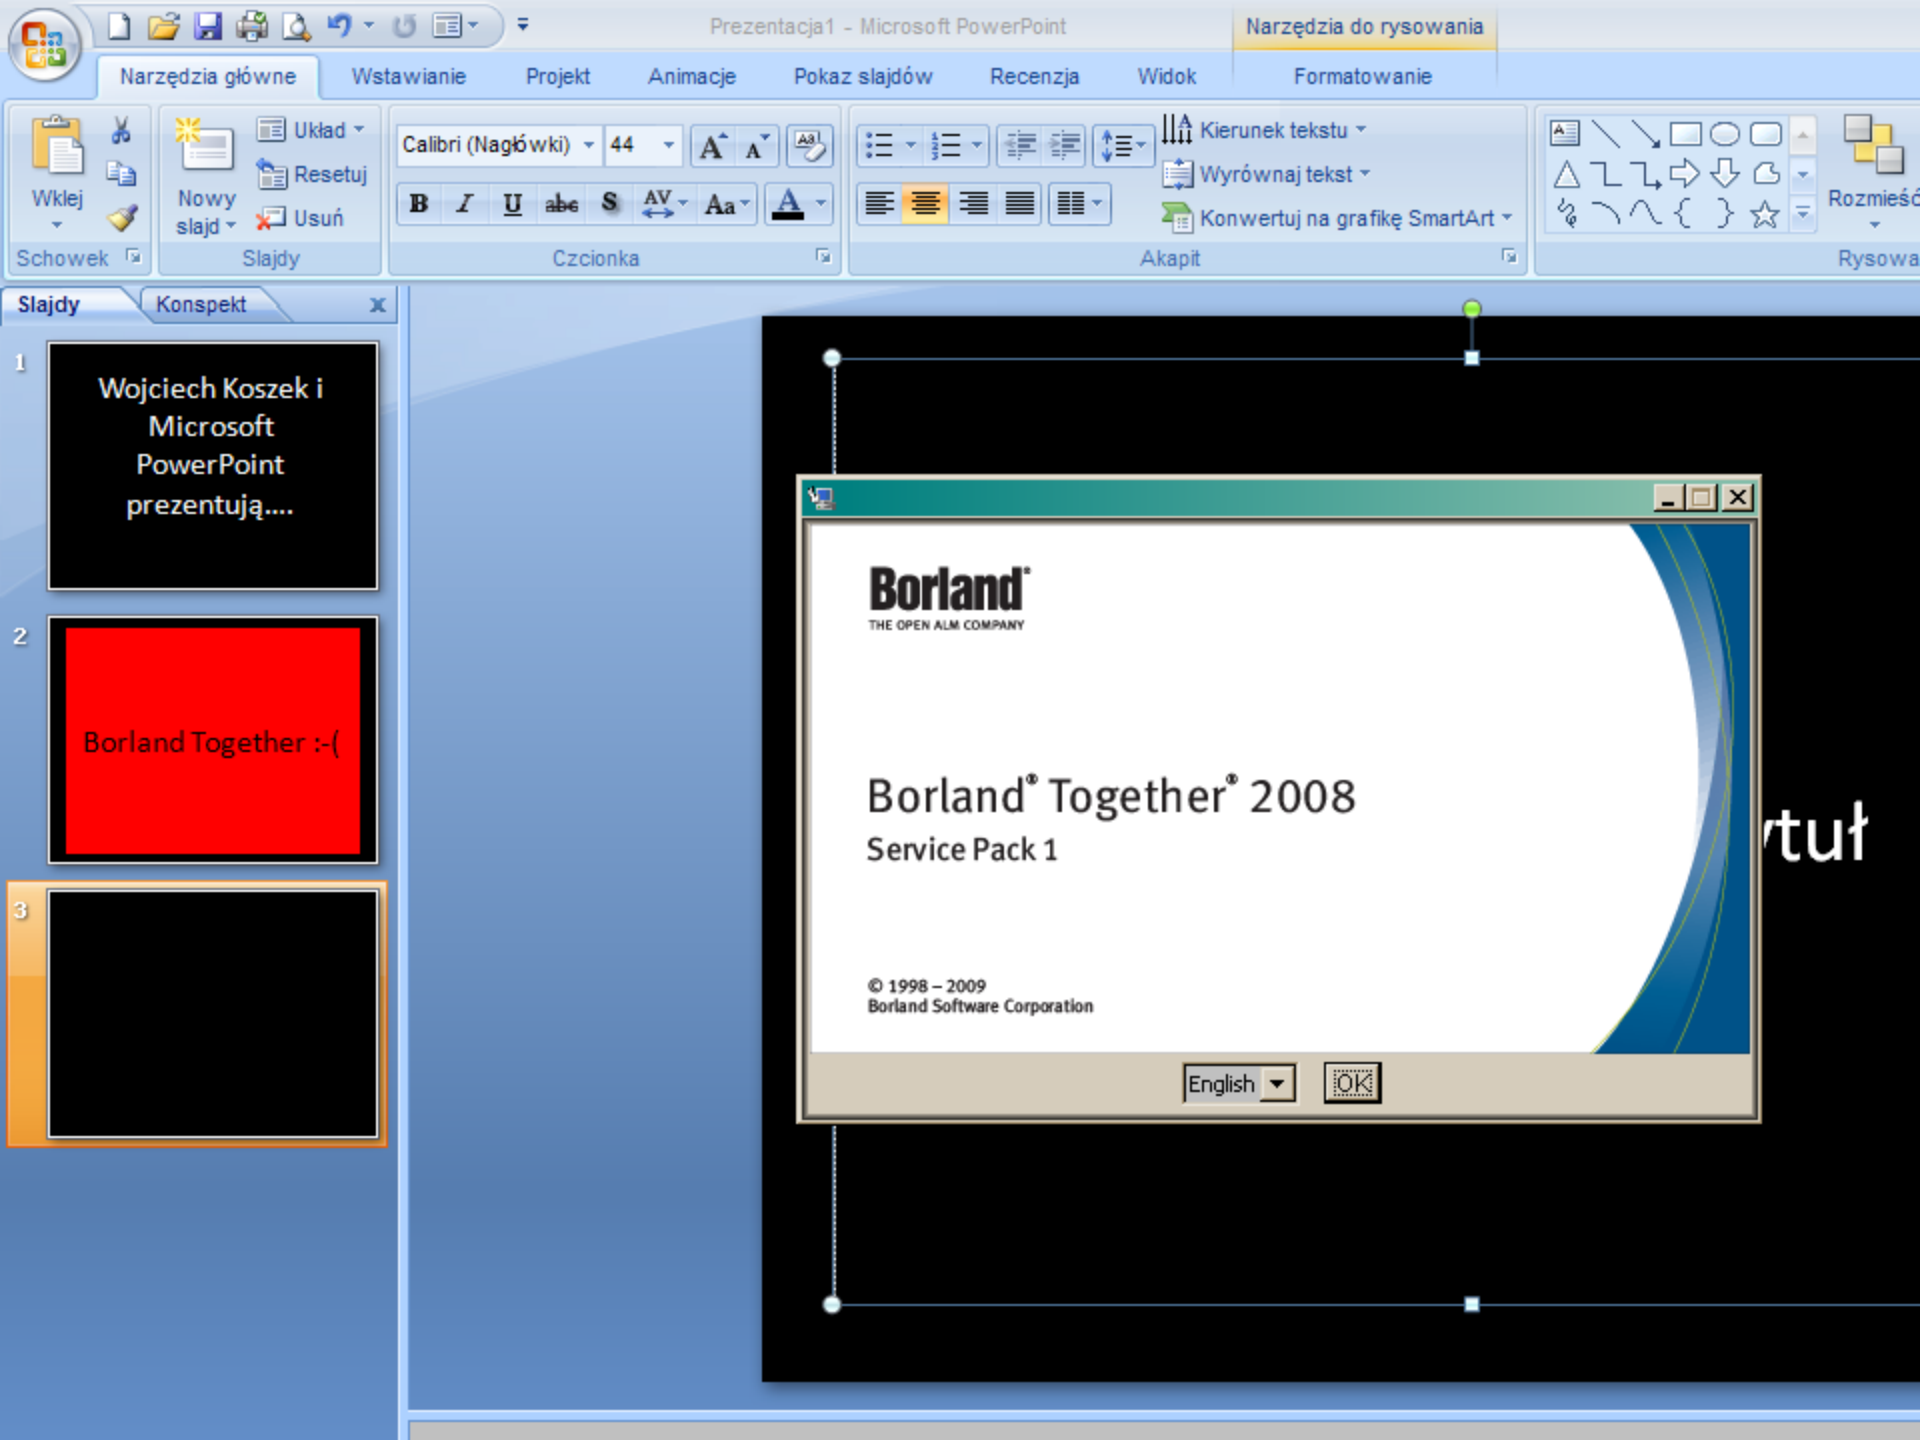 Prezentacja1 - Microsoft PowerPoint
Narzędzia do rysowania
Narzędzia główne
Wstawianie
Projekt
Animacje
Pokaz slajdów
Recenzja
Widok
Formatowanie
Wklej
Schowek
Nowy
slajd
Układ
Resetuj
Usuń
Slajdy
Calibri (Nagłówki)
44
B I U abc S AV Aa A
Czcionka
Kierunek tekstu
Wyrównaj tekst
Konwertuj na grafikę SmartArt
Akapit
Slajdy
Konspekt
x
1
Wojciech Koszek i
Microsoft
PowerPoint
prezentują....
2
Borland Together :-(
3
Borland®
THE OPEN ALM COMPANY
Borland® Together® 2008
Service Pack 1
© 1998 – 2009
Borland Software Corporation
English
OK